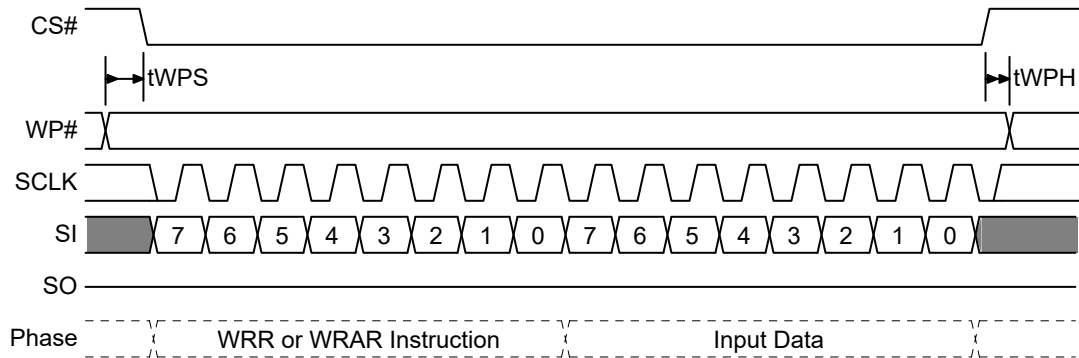 CS#
tWPS tWPH
WP#
SCLK
SI 7 6 5 4 3 2 1 0 7 6 5 4 3 2 1 0
SO
Phase WRR or WRAR Instruction Input Data